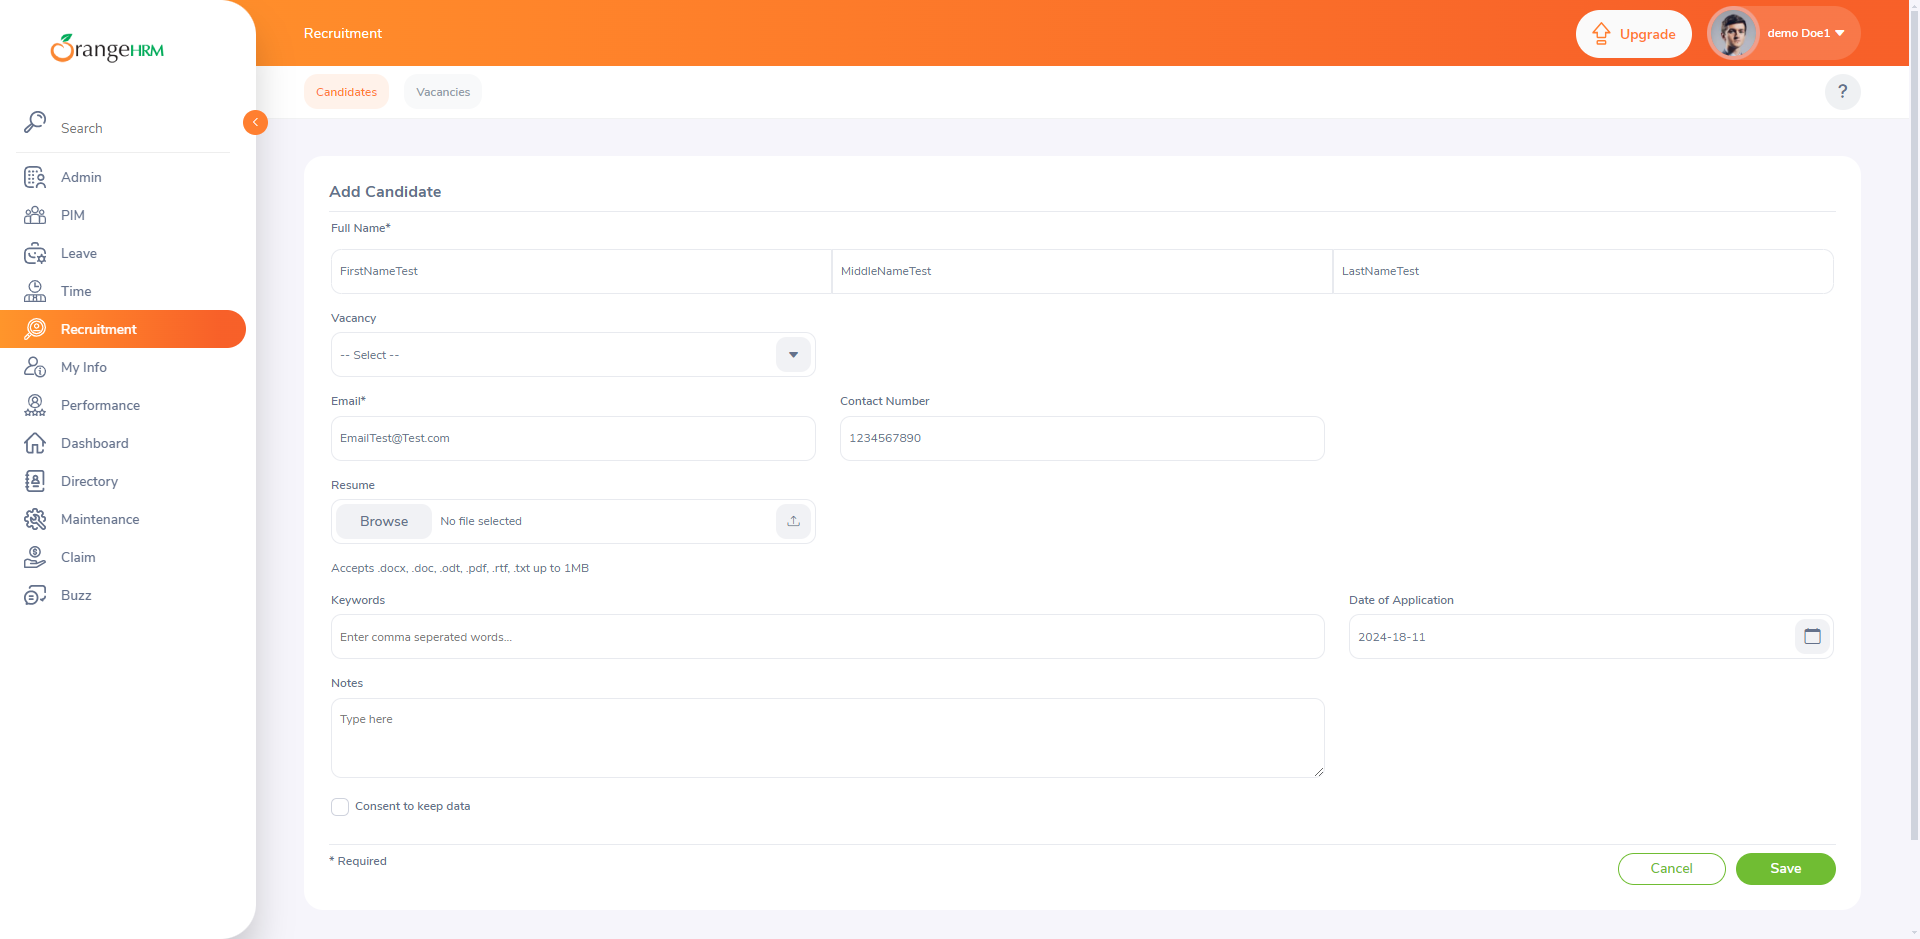 OrangeHRM
Recruitment
Upgrade
demo Doe1
Candidates
Vacancies
?
Search
Admin
PIM
Leave
Time
Recruitment
My Info
Performance
Dashboard
Directory
Maintenance
Claim
Buzz
Add Candidate
Full Name*
FirstNameTest MiddleNameTest LastNameTest
Vacancy
-- Select --
Email* Contact Number
EmailTest@Test.com 1234567890
Resume
Browse No file selected
Accepts .docx, .doc, .odt, .pdf, .rtf, .txt up to 1MB
Keywords Date of Application
Enter comma seperated words... 2024-18-11
Notes
Type here
Consent to keep data
* Required
Cancel Save